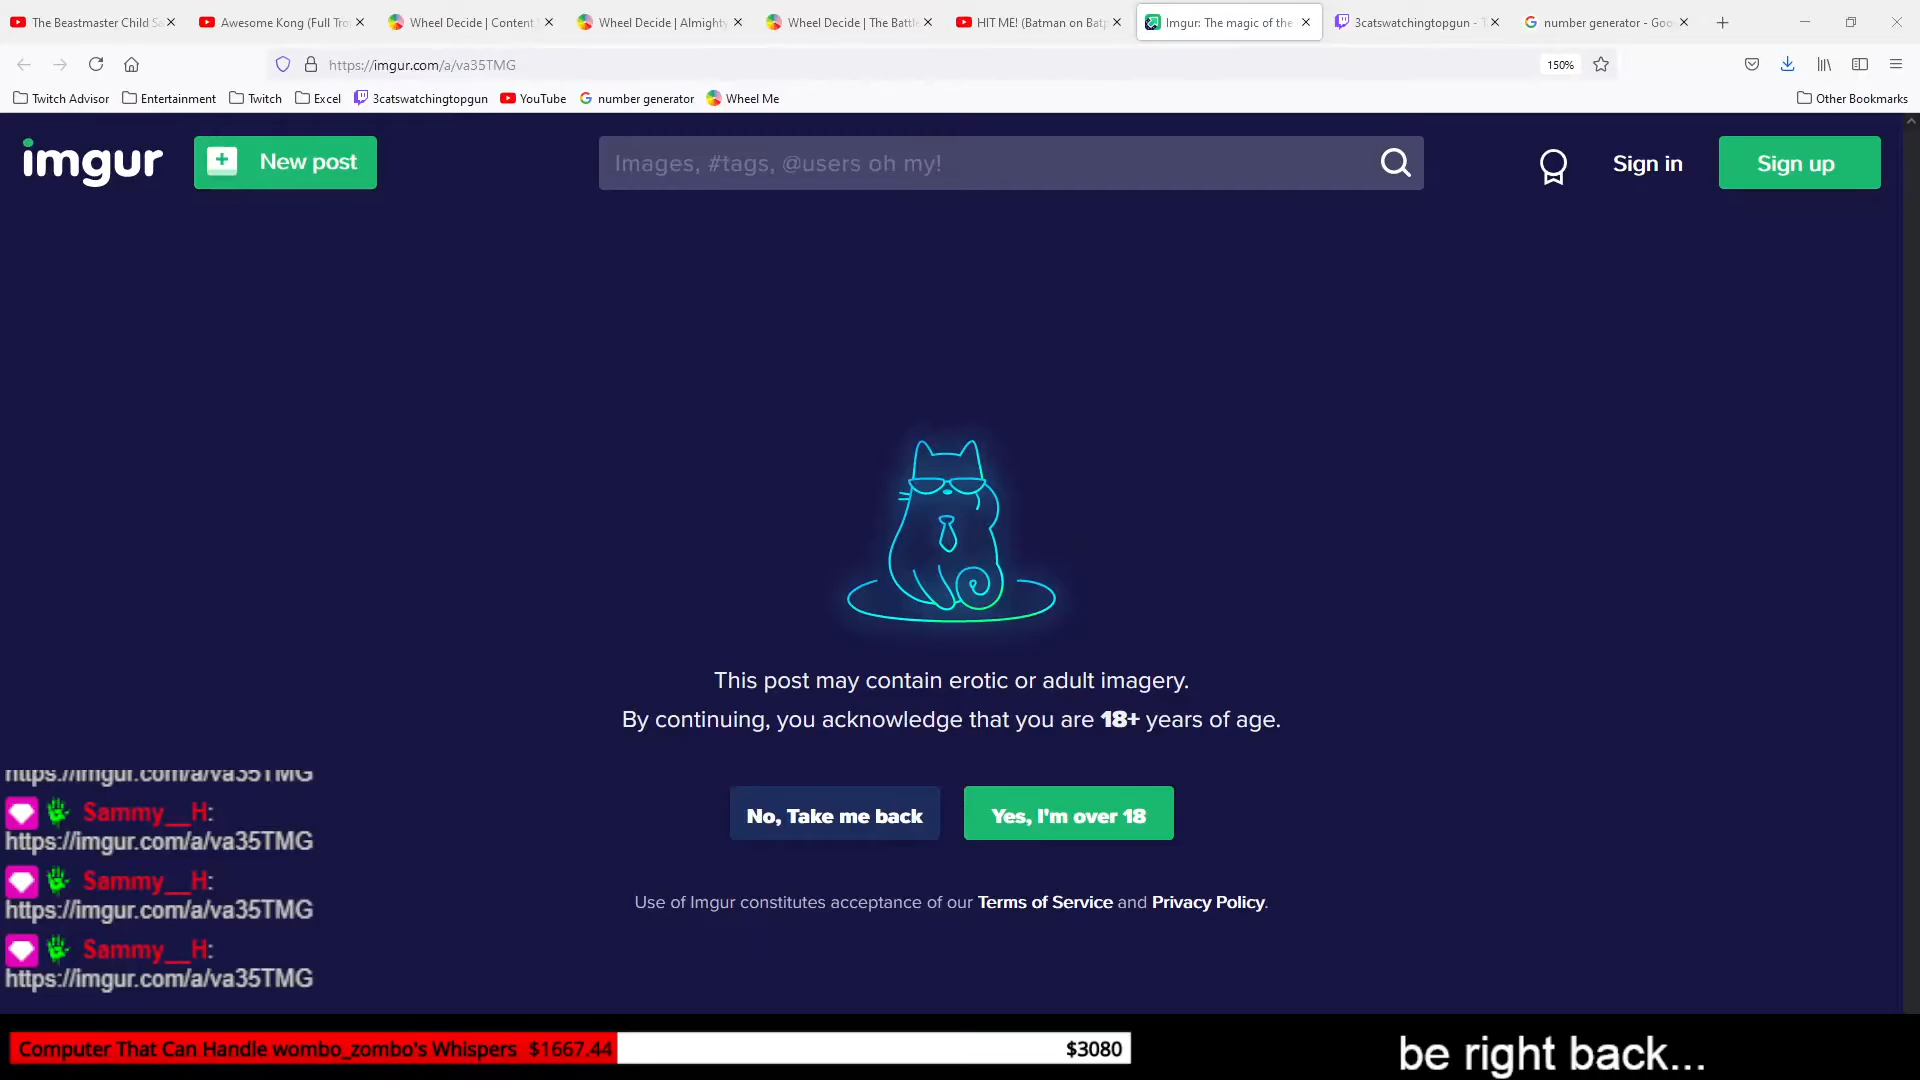 The Beastmaster Child Se
Awesome Kong (Full Tro
Wheel Decide | Content
Wheel Decide | Almighty
Wheel Decide | The Battl
HIT ME! (Batman on Bat
Imgur: The magic of the
3catswatchingtopgun - T
number generator - Goo
https://imgur.com/a/va35TMG
150%
Twitch Advisor
Entertainment
Twitch
Excel
3catswatchingtopgun
YouTube
number generator
Wheel Me
Other Bookmarks
imgur
New post
Images, #tags, @users oh my!
Sign in
Sign up
This post may contain erotic or adult imagery.
By continuing, you acknowledge that you are 18+ years of age.
No, Take me back
Yes, I'm over 18
Use of Imgur constitutes acceptance of our Terms of Service and Privacy Policy.
https://imgur.com/a/va35TMG
Sammy__H:
https://imgur.com/a/va35TMG
Sammy__H:
https://imgur.com/a/va35TMG
Sammy__H:
https://imgur.com/a/va35TMG
Computer That Can Handle wombo_zombo's Whispers $1667.44
$3080
be right back...